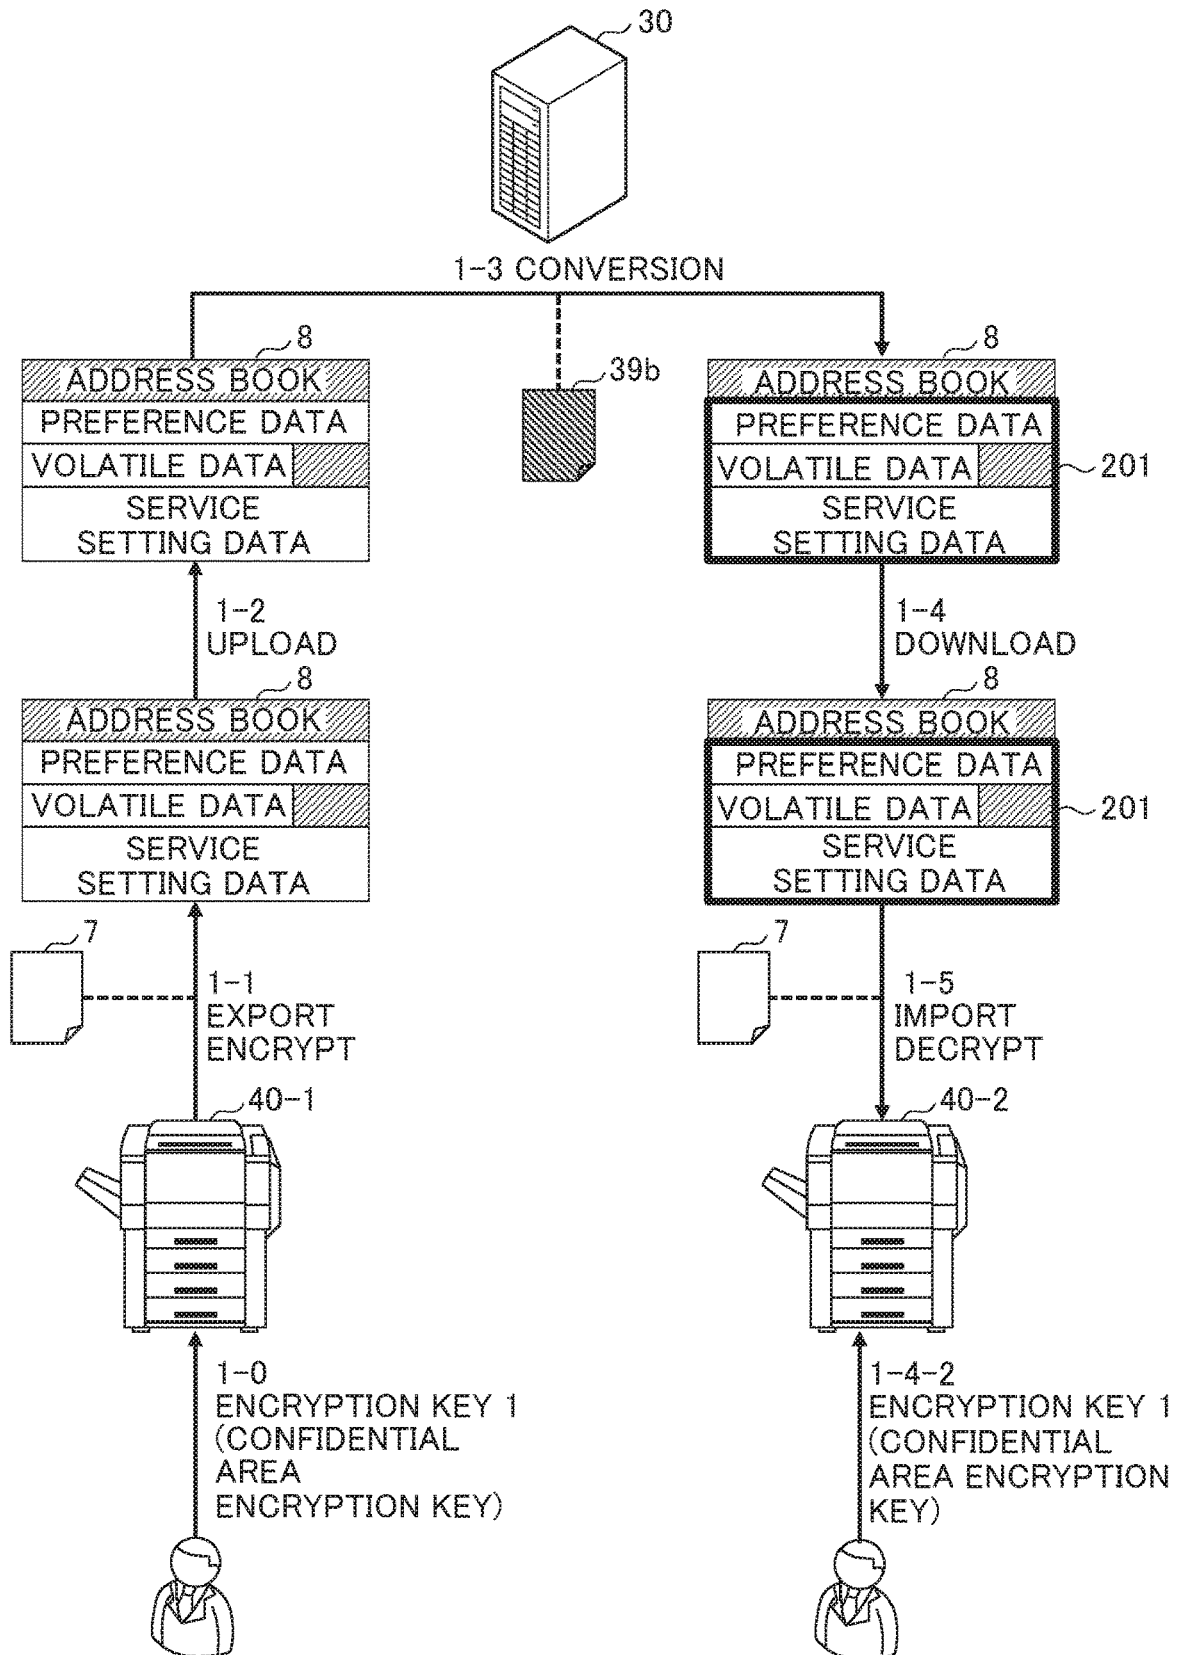 30
1-3 CONVERSION
8
ADDRESS BOOK
PREFERENCE DATA
VOLATILE DATA
SERVICE
SETTING DATA
39b
8
ADDRESS BOOK
PREFERENCE DATA
VOLATILE DATA
201
SERVICE
SETTING DATA
1-2
UPLOAD
1-4
DOWNLOAD
8
ADDRESS BOOK
PREFERENCE DATA
VOLATILE DATA
SERVICE
SETTING DATA
8
ADDRESS BOOK
PREFERENCE DATA
VOLATILE DATA
201
SERVICE
SETTING DATA
7
1-1
EXPORT
ENCRYPT
7
1-5
IMPORT
DECRYPT
40-1
40-2
1-0
ENCRYPTION KEY 1
(CONFIDENTIAL
AREA
ENCRYPTION KEY)
1-4-2
ENCRYPTION KEY 1
(CONFIDENTIAL
AREA ENCRYPTION
KEY)